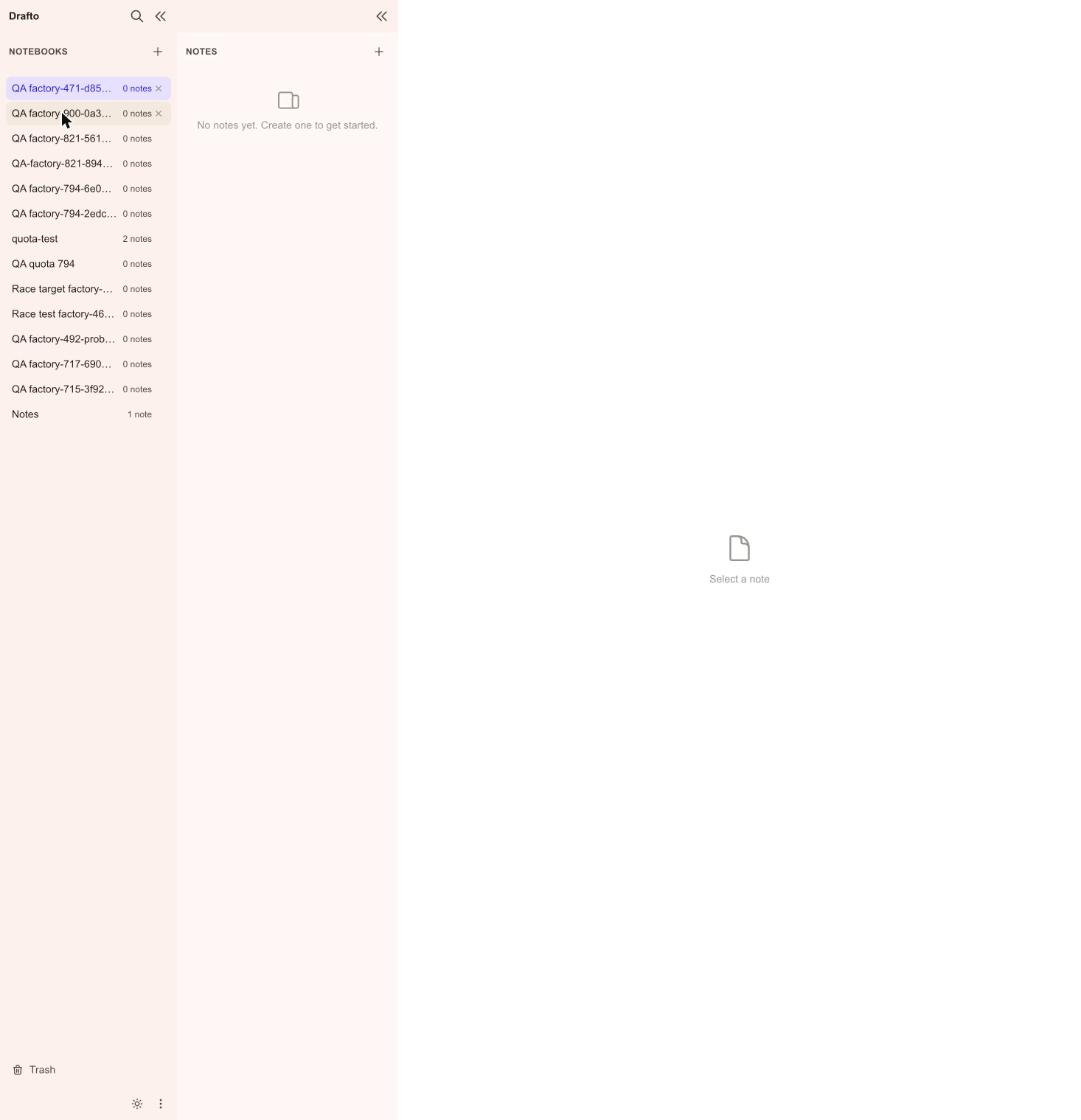 Drafto
NOTEBOOKS
NOTES
QA factory-471-d85... 0 notes
QA factory-900-0a3... 0 notes
QA factory-821-561... 0 notes
QA-factory-821-894... 0 notes
QA factory-794-6e0... 0 notes
QA factory-794-2edc... 0 notes
quota-test 2 notes
QA quota 794 0 notes
Race target factory-... 0 notes
Race test factory-46... 0 notes
QA factory-492-prob... 0 notes
QA factory-717-690... 0 notes
QA factory-715-3f92... 0 notes
Notes 1 note
No notes yet. Create one to get started.
Select a note
Trash